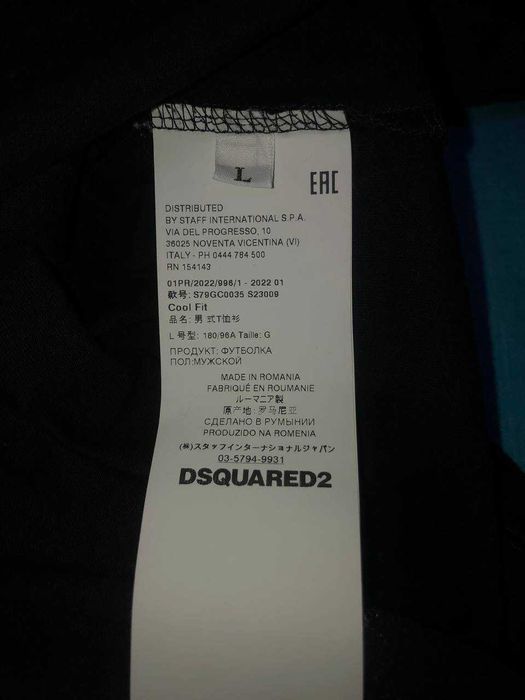 L
EAC
DISTRIBUTED
BY STAFF INTERNATIONAL S.P.A.
VIA DEL PROGRESSO, 10
36025 NOVENTA VICENTINA (VI)
ITALY - PH 0444 784 500
RN 154143
01PR/2022/996/1 - 2022 01
款号: S79GC0035 S23009
Cool Fit
品名: 男式T恤衫
L 号型: 180/96A Taille: G
ПРОДУКТ: ФУТБОЛКА
ПОЛ:МУЖСКОЙ
MADE IN ROMANIA
FABRIQUÉ EN ROUMANIE
ルーマニア製
原产地: 罗马尼亚
СДЕЛАНО В РУМЫНИИ
PRODUZIDO NA ROMENIA
(株)スタッフインターナショナルジャパン
03-5794-9931
DSQUARED2